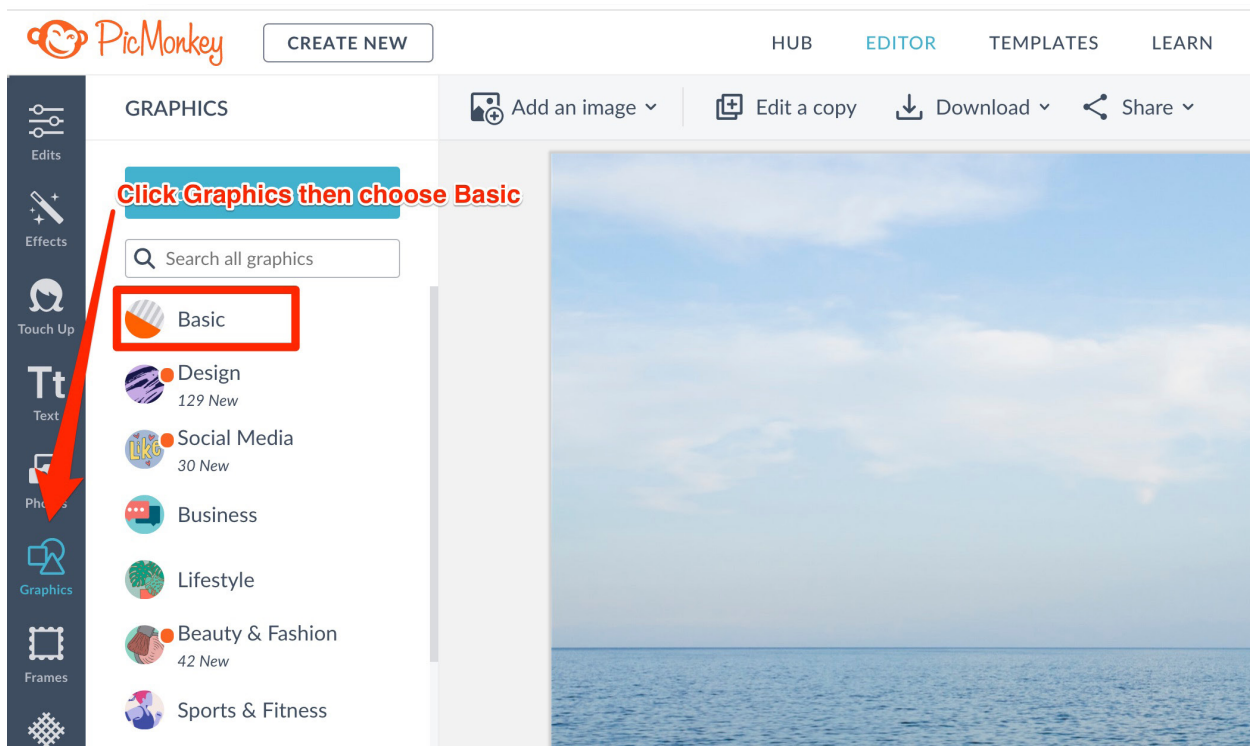 PicMonkey
CREATE NEW
HUB
EDITOR
TEMPLATES
LEARN
Edits
Effects
Touch Up
Tt
Text
Graphics
Frames
GRAPHICS
Click Graphics then choose Basic
Search all graphics
Basic
Design
129 New
Social Media
30 New
Business
Lifestyle
Beauty & Fashion
42 New
Sports & Fitness
Add an image
Edit a copy
Download
Share